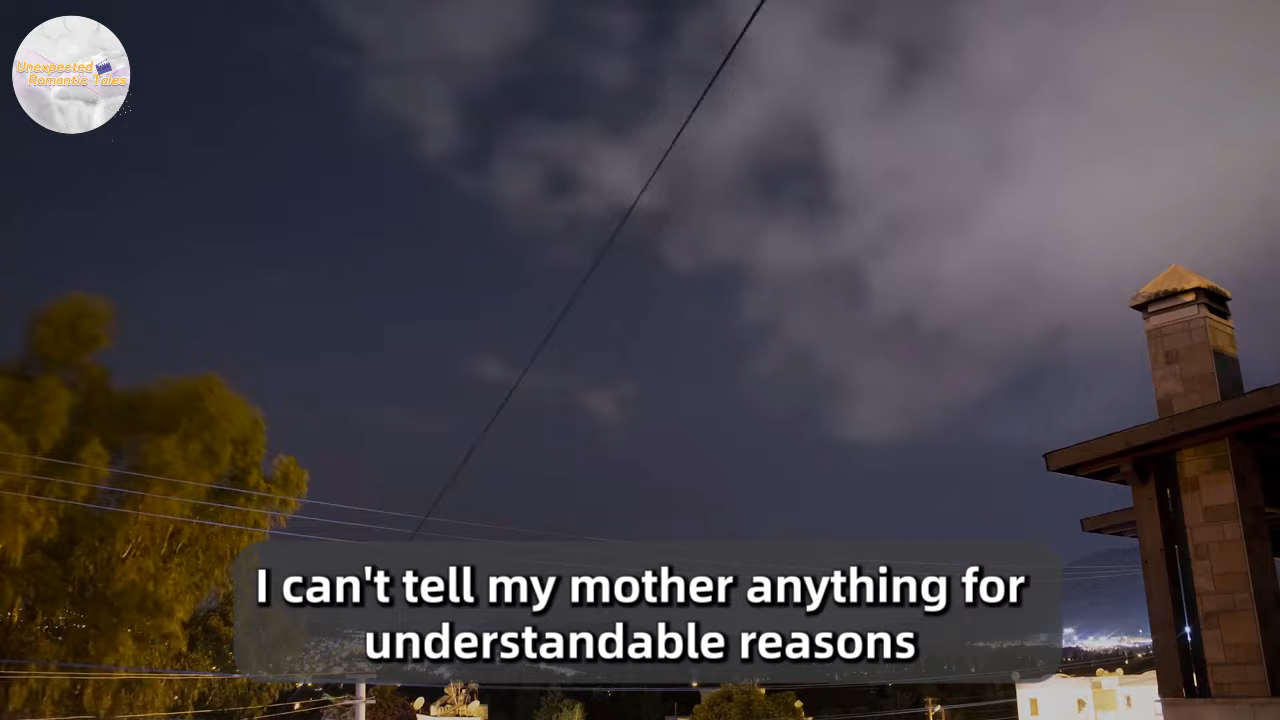 Unexpected
Romantic Tales
I can't tell my mother anything for
understandable reasons